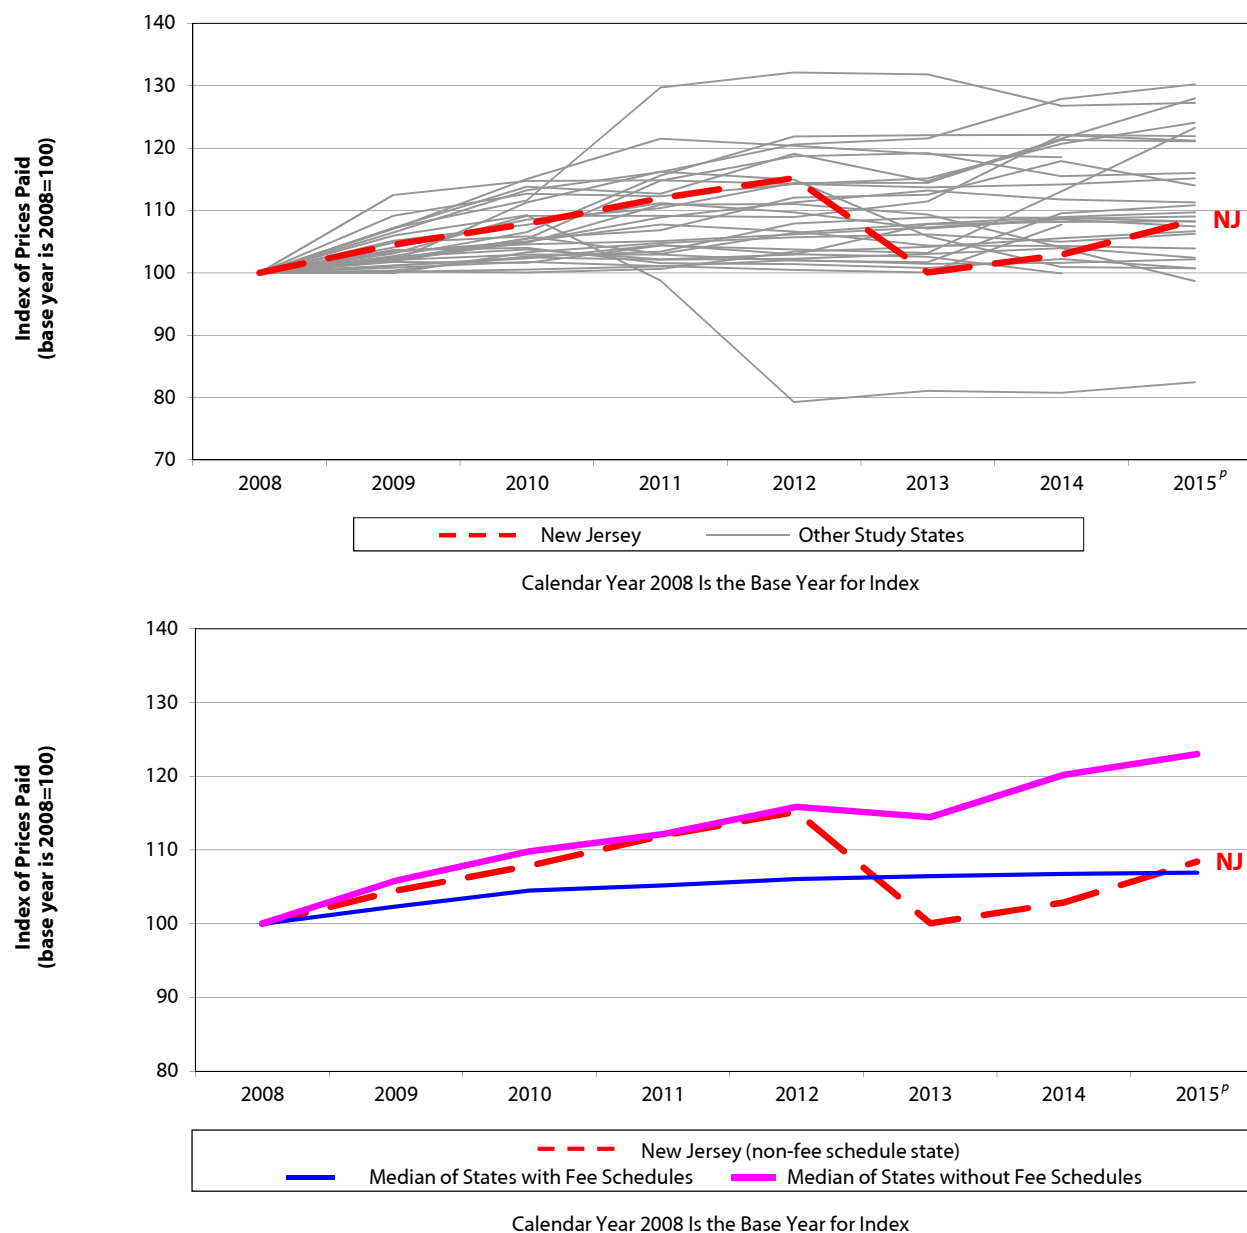 140
130
120
110
100
90
80
70
Index of Prices Paid
(base year is 2008=100)
NJ
2008 2009 2010 2011 2012 2013 2014 2015p
New Jersey Other Study States
Calendar Year 2008 Is the Base Year for Index
140
130
120
110
100
90
80
Index of Prices Paid
(base year is 2008=100)
NJ
2008 2009 2010 2011 2012 2013 2014 2015p
New Jersey (non-fee schedule state)
Median of States with Fee Schedules Median of States without Fee Schedules
Calendar Year 2008 Is the Base Year for Index